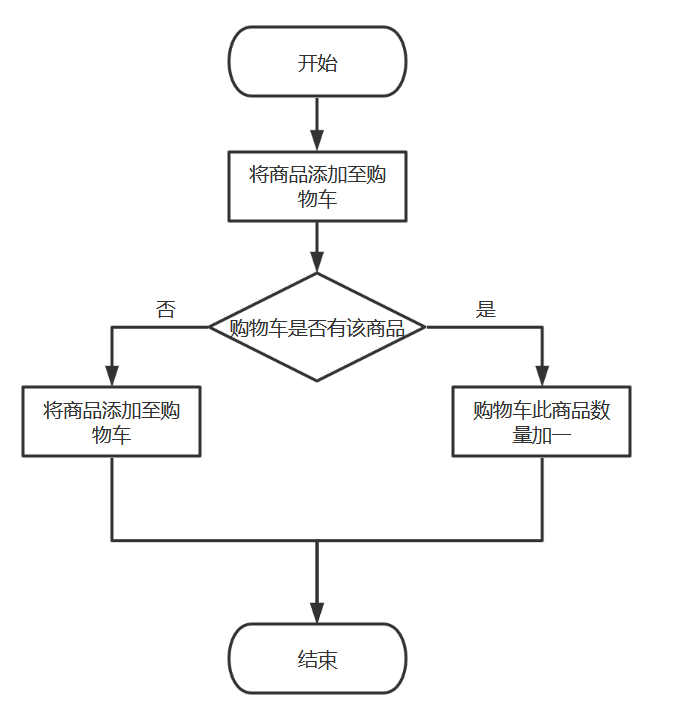 开始
将商品添加至购
物车
购物车是否有该商品
否
是
将商品添加至购
物车
购物车此商品数
量加一
结束